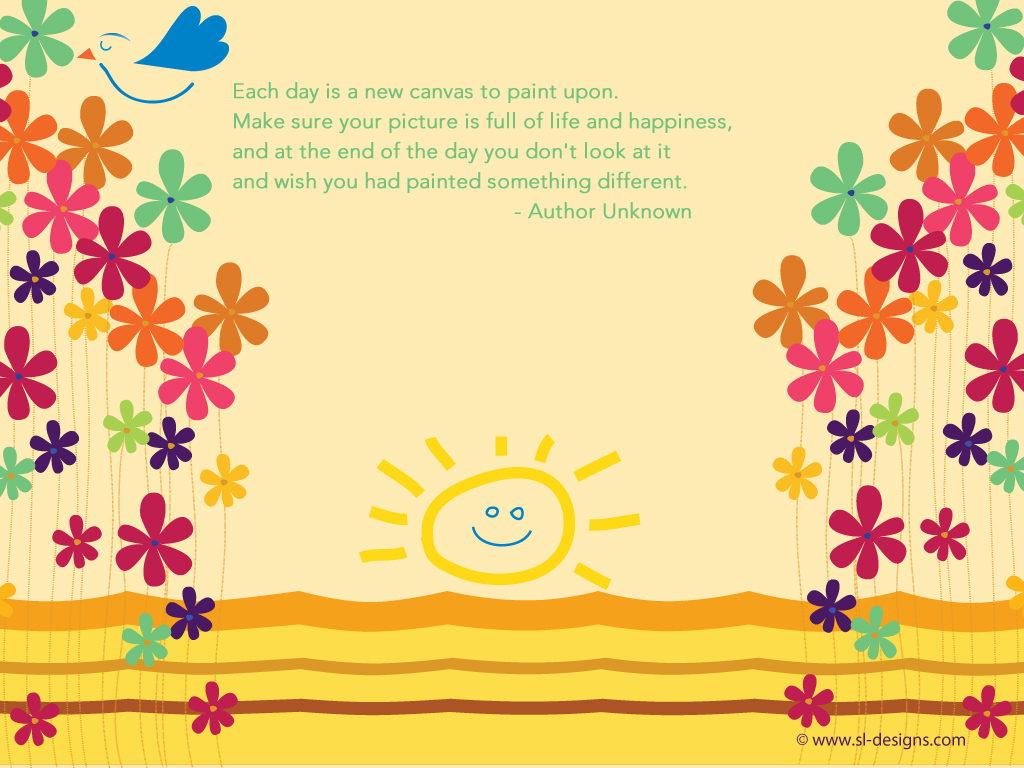 Each day is a new canvas to paint upon.
Make sure your picture is full of life and happiness,
and at the end of the day you don't look at it
and wish you had painted something different.
- Author Unknown
© www.sl-designs.com